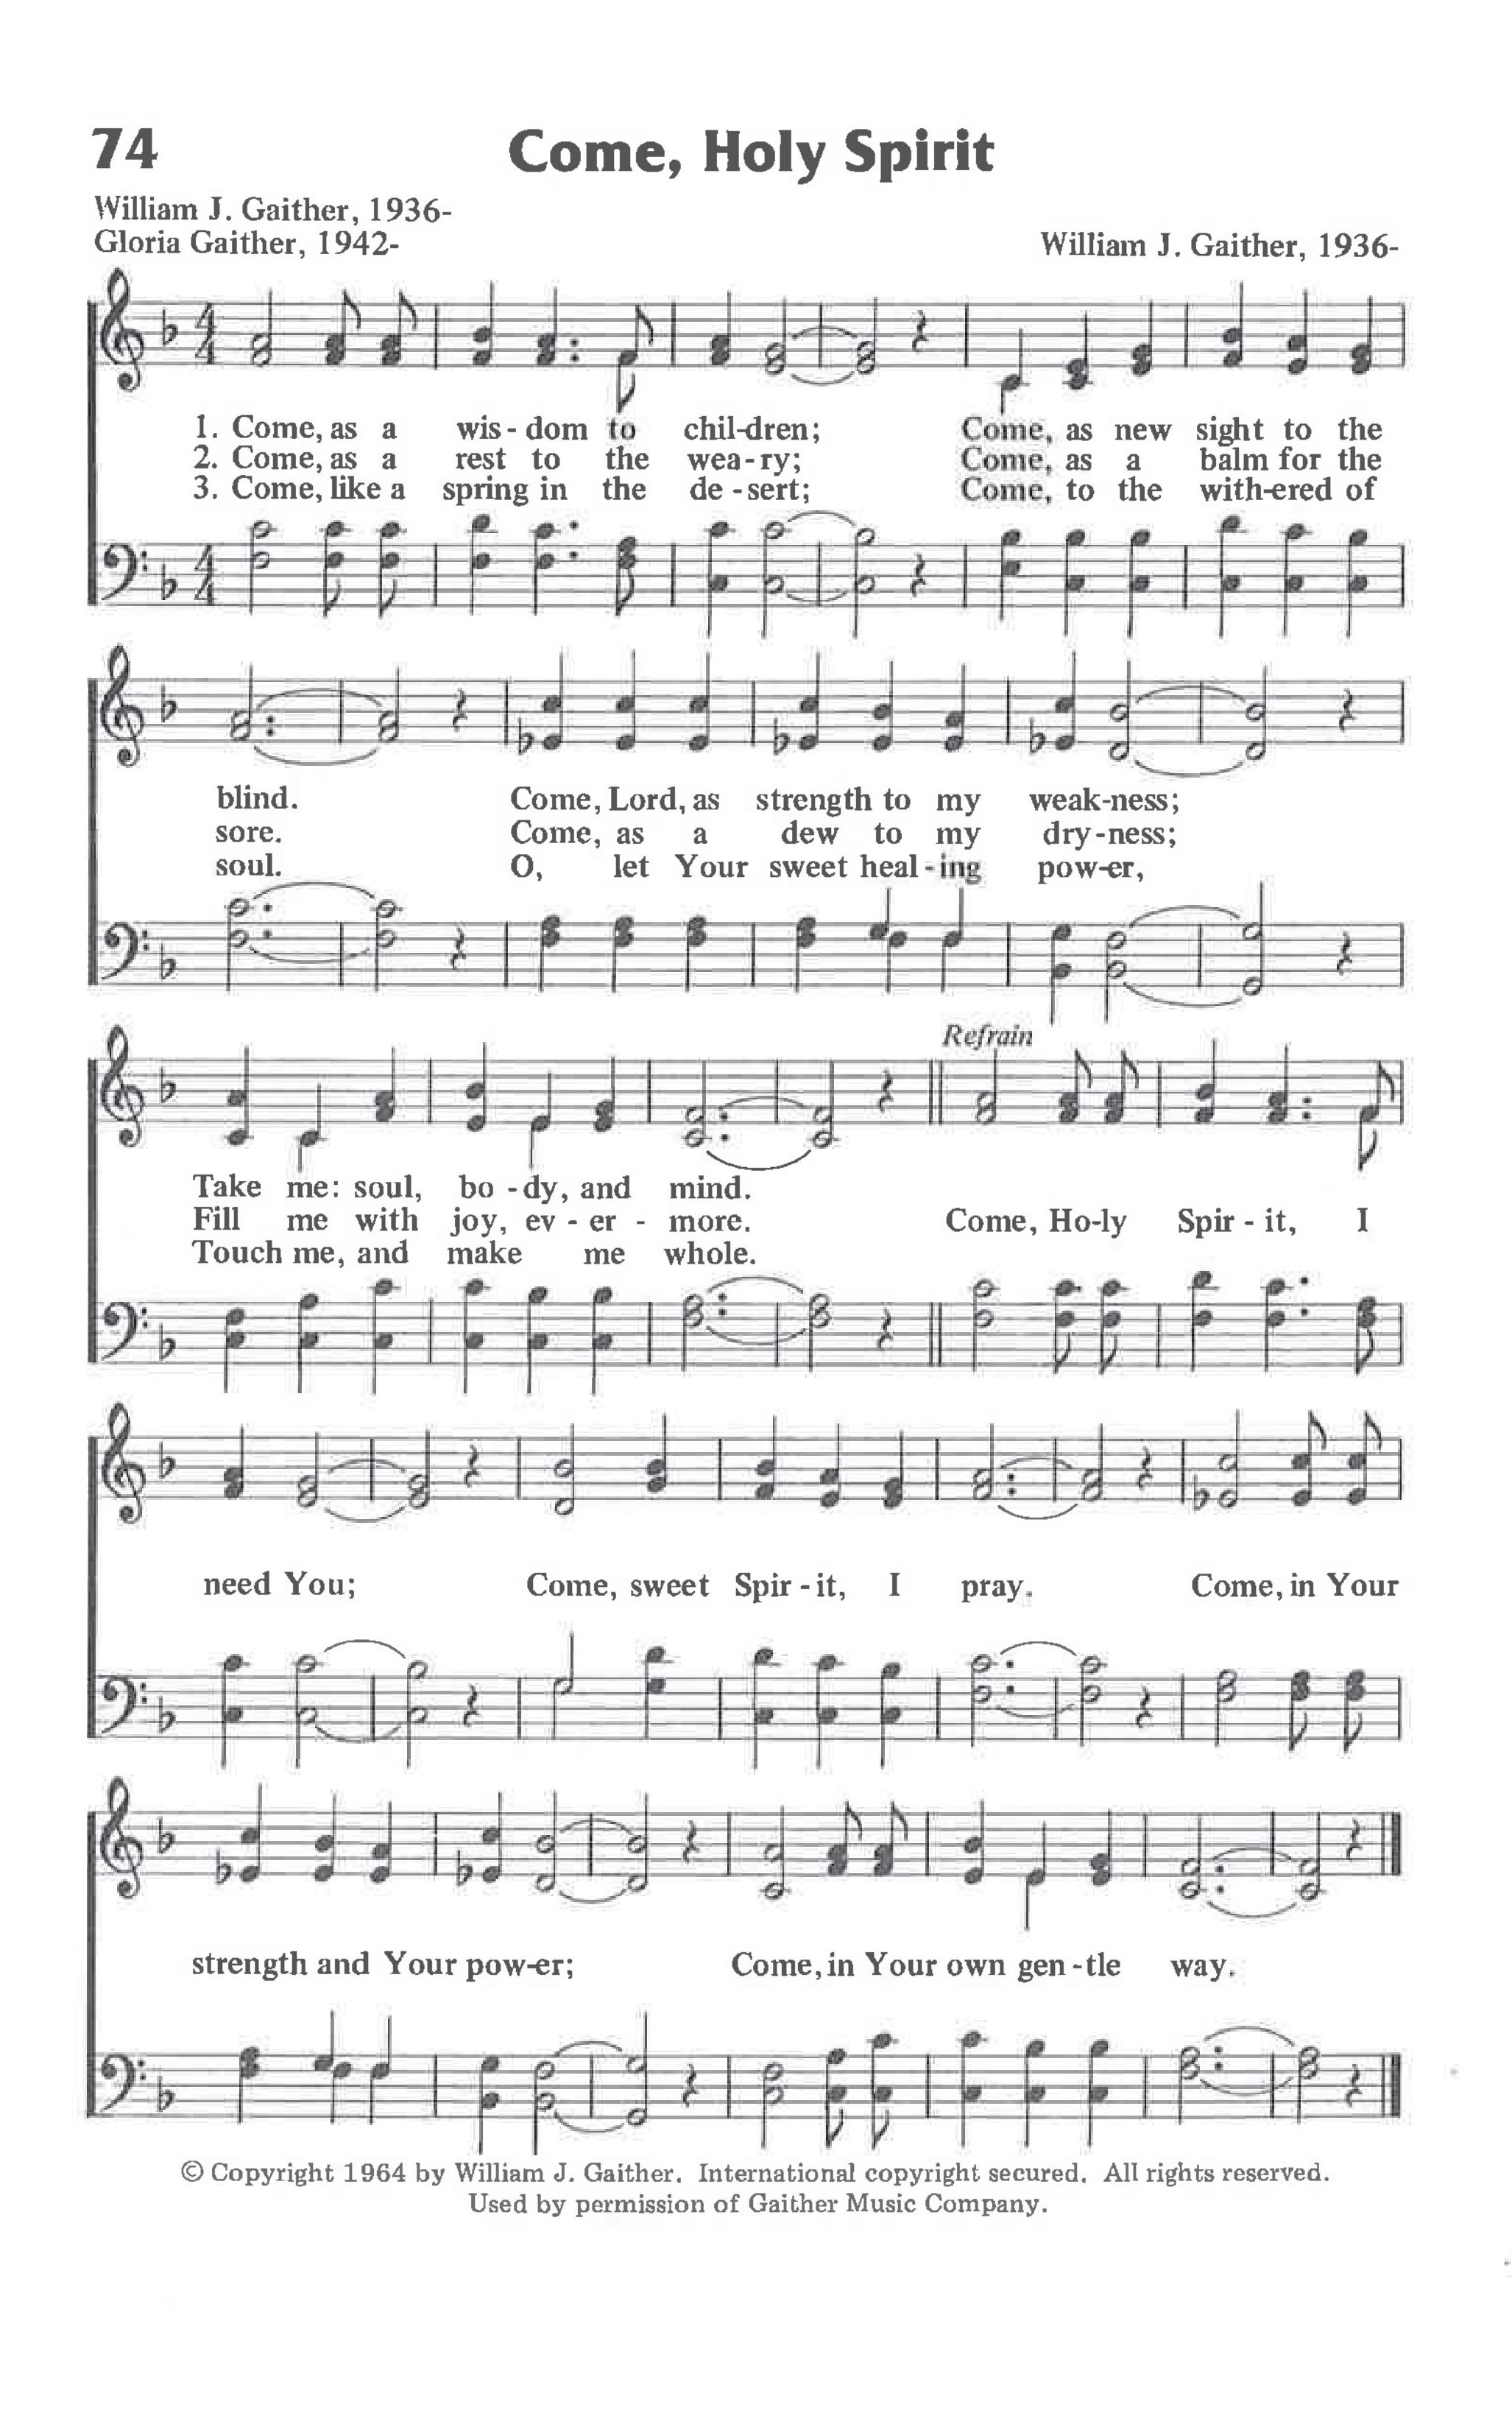 74
Come, Holy Spirit
William J. Gaither, 1936-
Gloria Gaither, 1942-
William J. Gaither, 1936-
4
4
1. Come, as a wis - dom to chil-dren; Come, as new sight to the
2. Come, as a rest to the wea - ry; Come, as a balm for the
3. Come, like a spring in the de - sert; Come, to the with-ered of
4
4
blind. Come, Lord, as strength to my weak-ness;
sore. Come, as a dew to my dry - ness;
soul. O, let Your sweet heal - ing pow-er,
Refrain
Take me: soul, bo - dy, and mind.
Fill me with joy, ev - er - more. Come, Ho-ly Spir - it, I
Touch me, and make me whole.
need You; Come, sweet Spir - it, I pray. Come, in Your
strength and Your pow-er; Come, in Your own gen - tle way.
© Copyright 1964 by William J. Gaither. International copyright secured. All rights reserved.
Used by permission of Gaither Music Company.